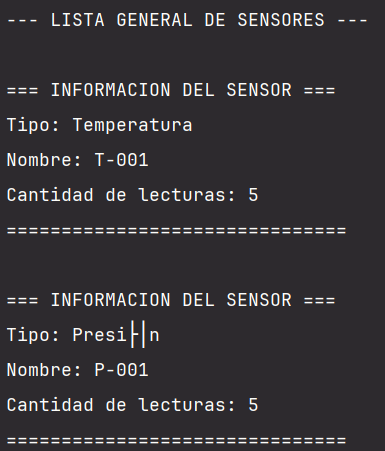 --- LISTA GENERAL DE SENSORES ---
=== INFORMACION DEL SENSOR ===
Tipo: Temperatura
Nombre: T-001
Cantidad de lecturas: 5
===============================
=== INFORMACION DEL SENSOR ===
Tipo: Presi├│n
Nombre: P-001
Cantidad de lecturas: 5
===============================